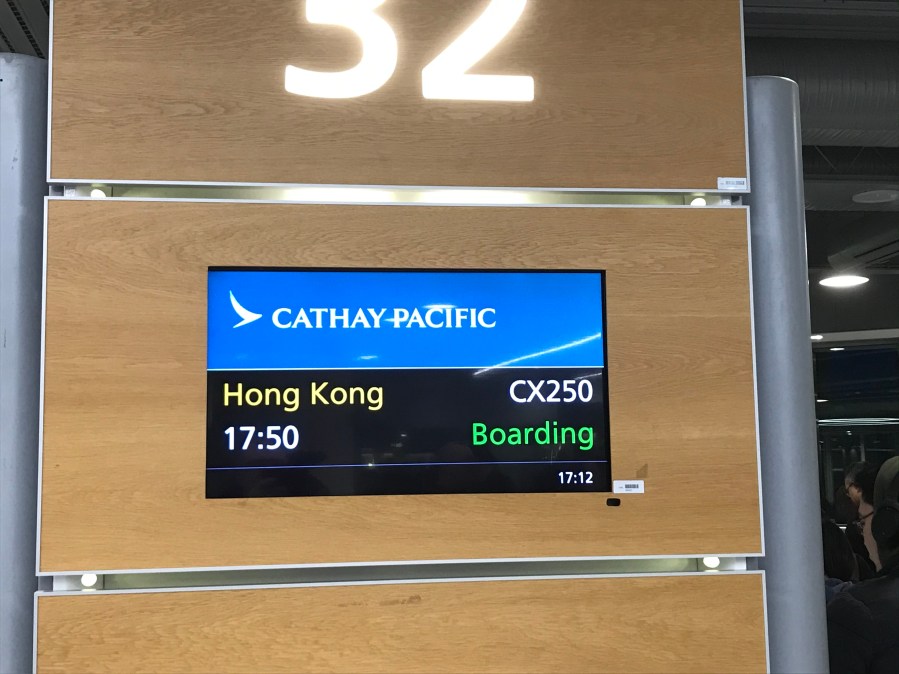 32
CATHAY PACIFIC
Hong Kong CX250
17:50 Boarding
17:12